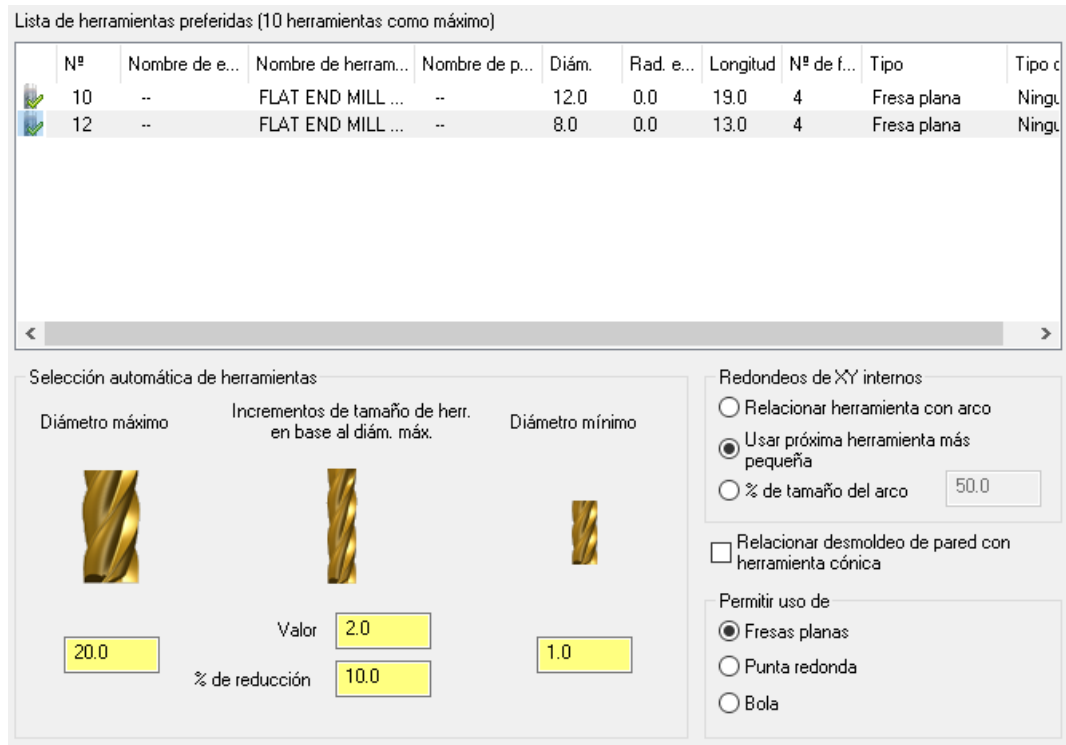 Lista de herramientas preferidas (10 herramientas como máximo)
Nº Nombre de e... Nombre de herram... Nombre de p... Diám. Rad. e... Longitud Nº de f... Tipo Tipo d
10 -- FLAT END MILL ... -- 12.0 0.0 19.0 4 Fresa plana Ningu
12 -- FLAT END MILL ... -- 8.0 0.0 13.0 4 Fresa plana Ningu
Selección automática de herramientas
Diámetro máximo
Incrementos de tamaño de herr.
en base al diám. máx.
Diámetro mínimo
Valor 2.0
20.0
1.0
% de reducción 10.0
Redondeos de XY internos
Relacionar herramienta con arco
Usar próxima herramienta más
pequeña
% de tamaño del arco 50.0
Relacionar desmoldeo de pared con
herramienta cónica
Permitir uso de
Fresas planas
Punta redonda
Bola